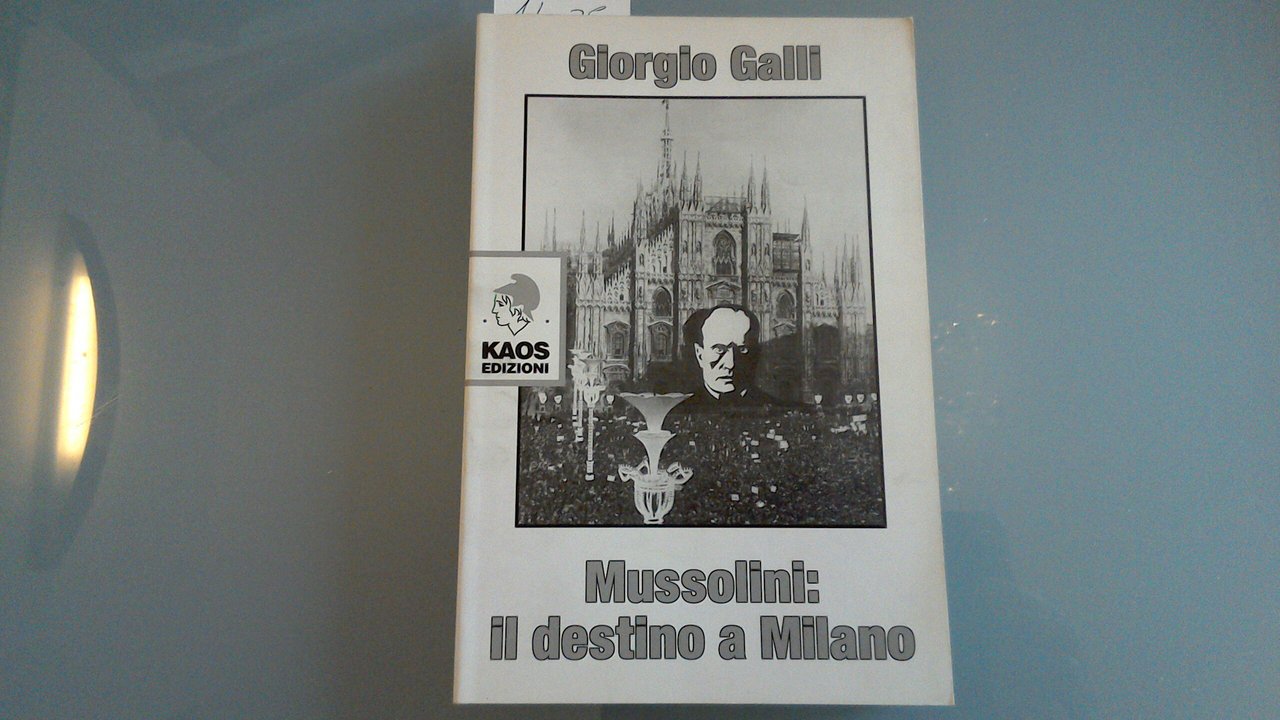 Giorgio Galli
KAOS
EDIZIONI
Mussolini:
il destino a Milano